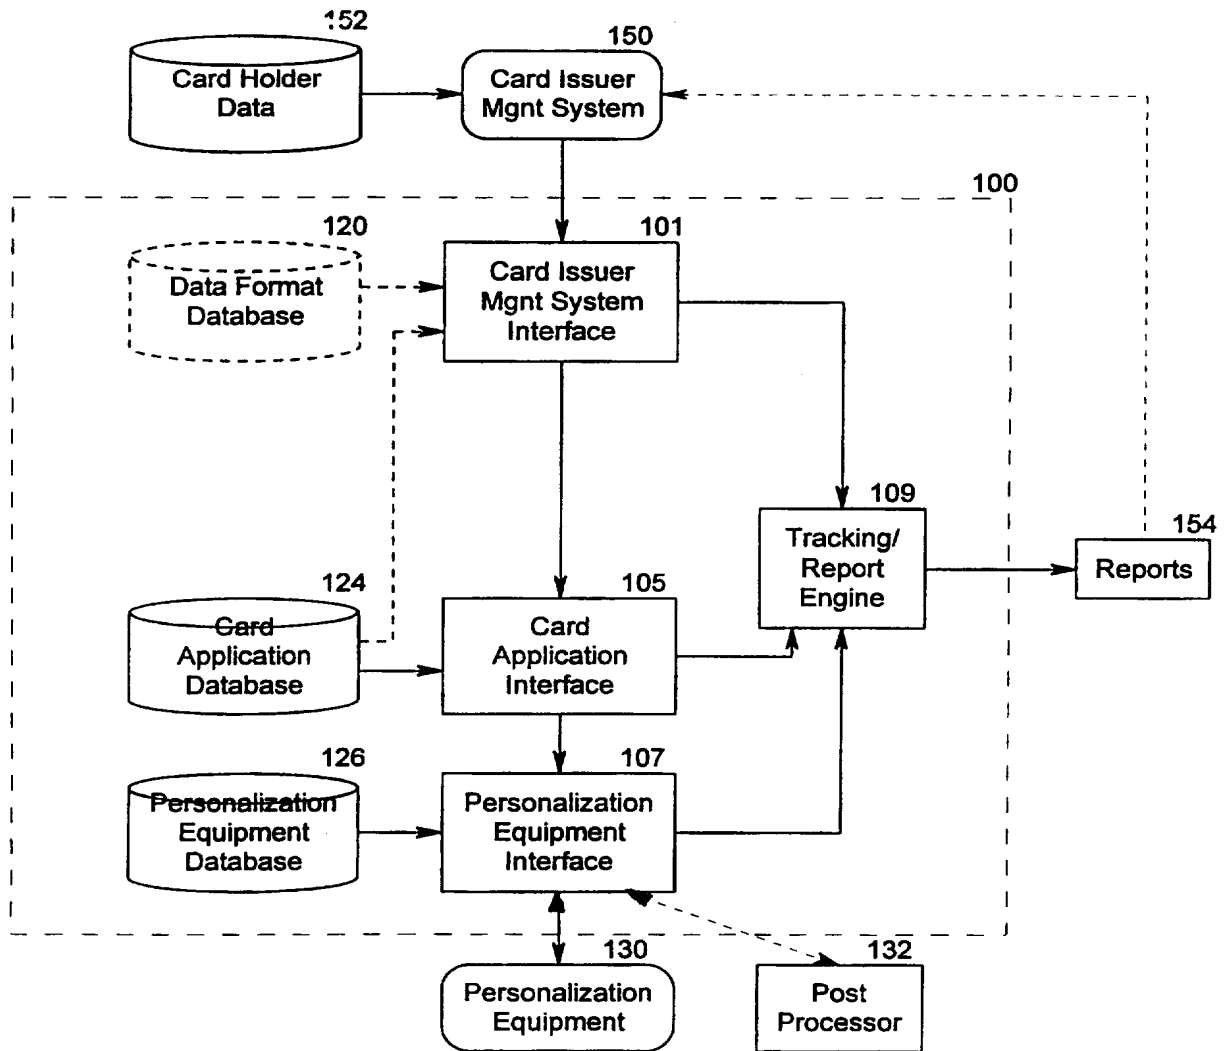 152
Card Holder
Data
150
Card Issuer
Mgnt System
100
120
Data Format
Database
101
Card Issuer
Mgnt System
Interface
109
Tracking/
Report
Engine
154
Reports
124
Card
Application
Database
105
Card
Application
Interface
126
Personalization
Equipment
Database
107
Personalization
Equipment
Interface
130
Personalization
Equipment
132
Post
Processor